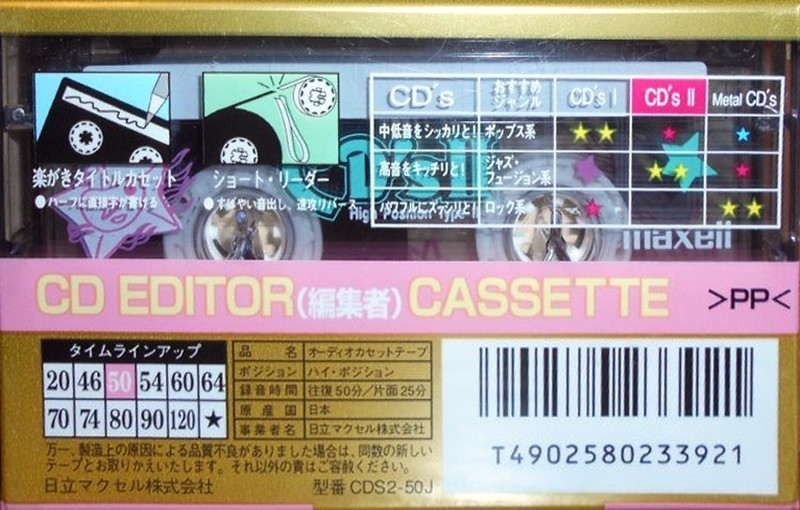 CD's おすすめジャンル CD's I CD's II Metal CD's
中低音をシッカリと! ポップス系 ★★ ★ ★
高音をキッチリと! ジャズ・フュージョン系 ★ ★★ ★
パワフルにズッシリと! ロック系 ★ ★★
楽がきタイトルカセット
●ハーフに直接字が書ける
ショート・リーダー
●すばやい音出し。速攻リバース
CD's II
High Position Type II
maxell
CD EDITOR(編集者)CASSETTE
>PP<
タイムラインアップ
20 46 50 54 60 64
70 74 80 90 120 ★
品名 オーディオカセットテープ
ポジション ハイ・ポジション
録音時間 往復50分/片面25分
原産国 日本
事業者名 日立マクセル株式会社
万一、製造上の原因による品質不良がありました場合は、同数の新しい
テープとお取りかえいたします。それ以外の責はご容赦ください。
日立マクセル株式会社 型番 CDS2-50J
T4902580233921